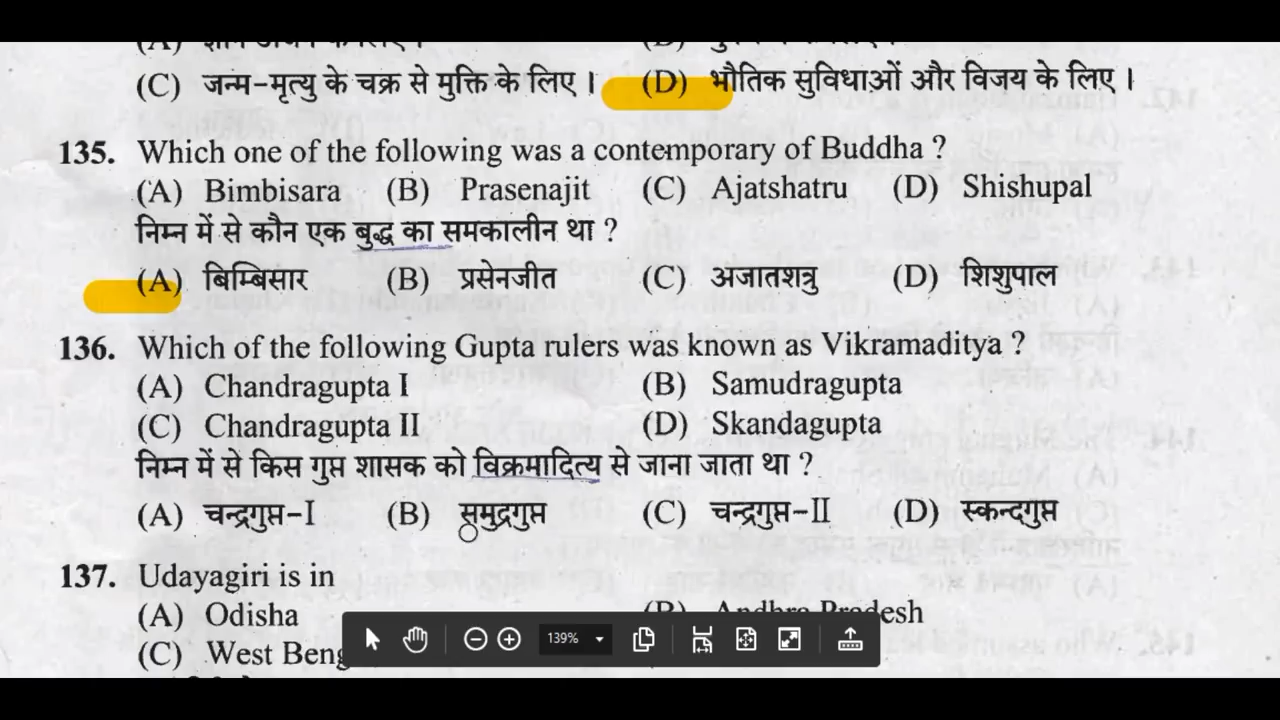 (C) जन्म-मृत्यु के चक्र से मुक्ति के लिए । (D) भौतिक सुविधाओं और विजय के लिए ।
135. Which one of the following was a contemporary of Buddha ?
(A) Bimbisara (B) Prasenajit (C) Ajatshatru (D) Shishupal
निम्न में से कौन एक बुद्ध का समकालीन था ?
(A) बिम्बिसार (B) प्रसेनजीत (C) अजातशत्रु (D) शिशुपाल
136. Which of the following Gupta rulers was known as Vikramaditya ?
(A) Chandragupta I (B) Samudragupta
(C) Chandragupta II (D) Skandagupta
निम्न में से किस गुप्त शासक को विक्रमादित्य से जाना जाता था ?
(A) चन्द्रगुप्त-I (B) समुद्रगुप्त (C) चन्द्रगुप्त-II (D) स्कन्दगुप्त
137. Udayagiri is in
(A) Odisha (B) Andhra Pradesh
(C) West Beng
139%